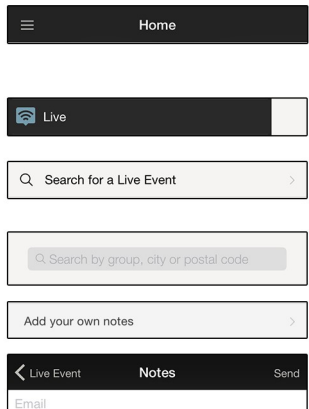 Home
Live
Search for a Live Event
Search by group, city or postal code
Add your own notes
Live Event Notes Send
Email